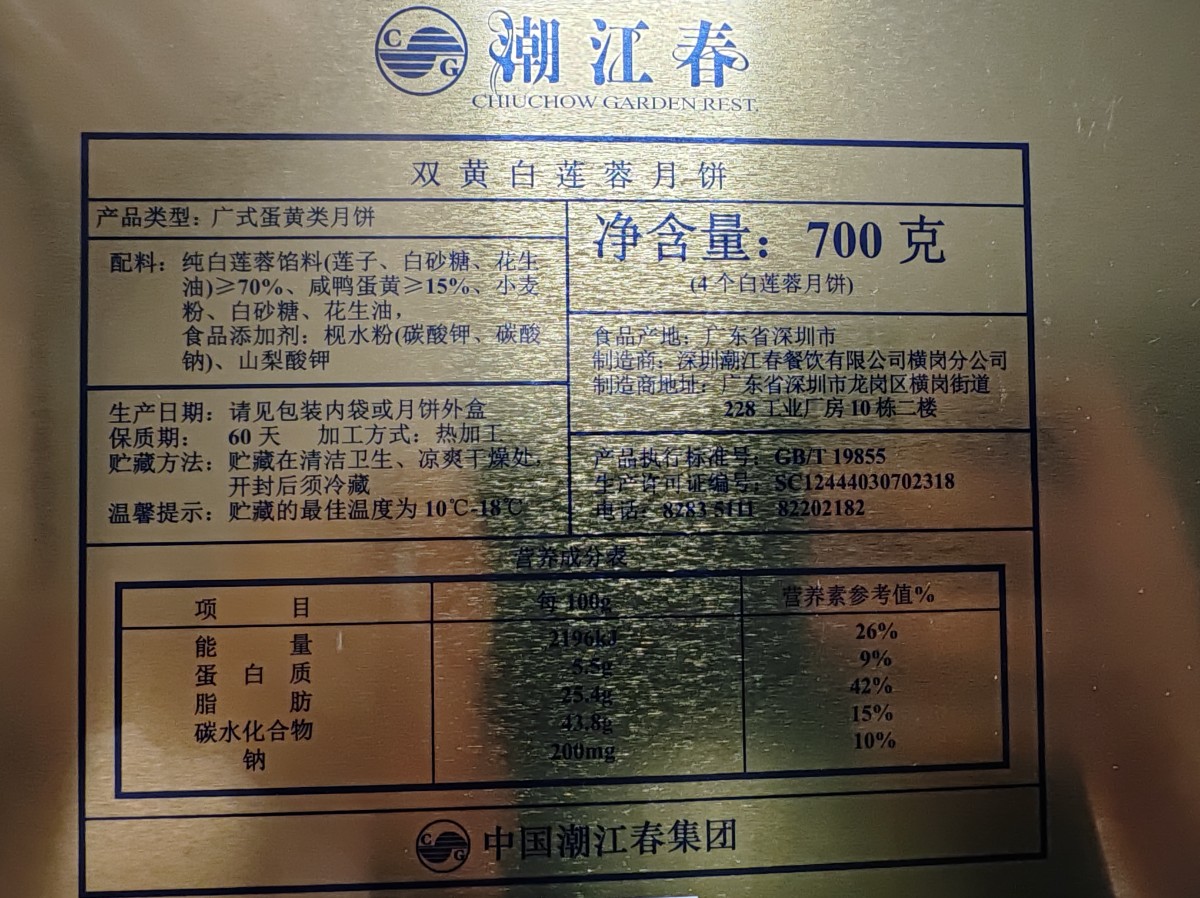 C G 潮江春
CHIUCHOW GARDEN REST.
双黄白莲蓉月饼
产品类型：广式蛋黄类月饼
配料：纯白莲蓉馅料(莲子、白砂糖、花生
油)≥70%、咸鸭蛋黄≥15%、小麦
粉、白砂糖、花生油，
食品添加剂：枧水粉(碳酸钾、碳酸
钠)、山梨酸钾
生产日期：请见包装内袋或月饼外盒
保质期： 60天 加工方式：热加工
贮藏方法：贮藏在清洁卫生、凉爽干燥处，
开封后须冷藏
温馨提示：贮藏的最佳温度为10℃-18℃
净含量：700克
(4个白莲蓉月饼)
食品产地：广东省深圳市
制造商：深圳潮江春餐饮有限公司横岗分公司
制造商地址：广东省深圳市龙岗区横岗街道
228工业厂房10栋二楼
产品执行标准号：GB/T 19855
生产许可证编号：SC12444030702318
电话：8283 5111 82202182
营养成分表
项目 每100g 营养素参考值%
能量 2196kJ 26%
蛋白质 5.5g 9%
脂肪 25.4g 42%
碳水化合物 43.8g 15%
钠 200mg 10%
C G 中国潮江春集团